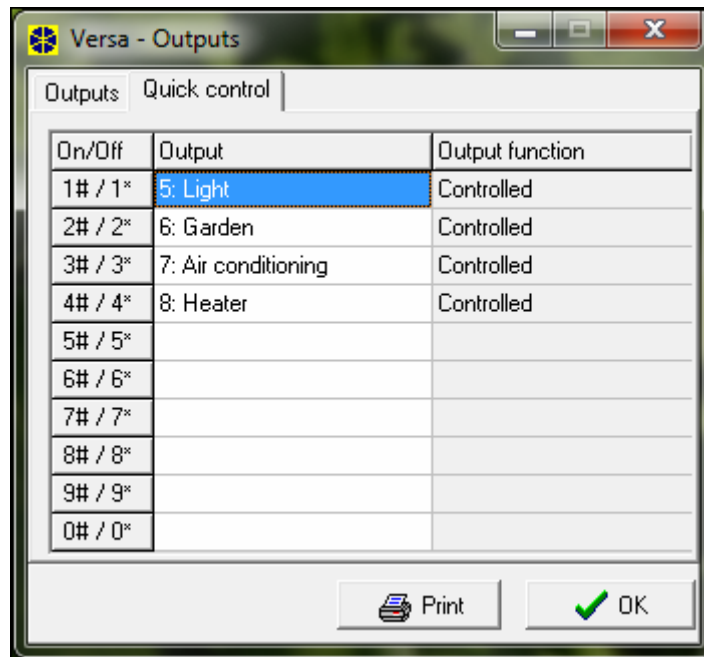 Versa - Outputs
Outputs Quick control
On/Off Output Output function
1# / 1* 5: Light Controlled
2# / 2* 6: Garden Controlled
3# / 3* 7: Air conditioning Controlled
4# / 4* 8: Heater Controlled
5# / 5*
6# / 6*
7# / 7*
8# / 8*
9# / 9*
0# / 0*
Print OK